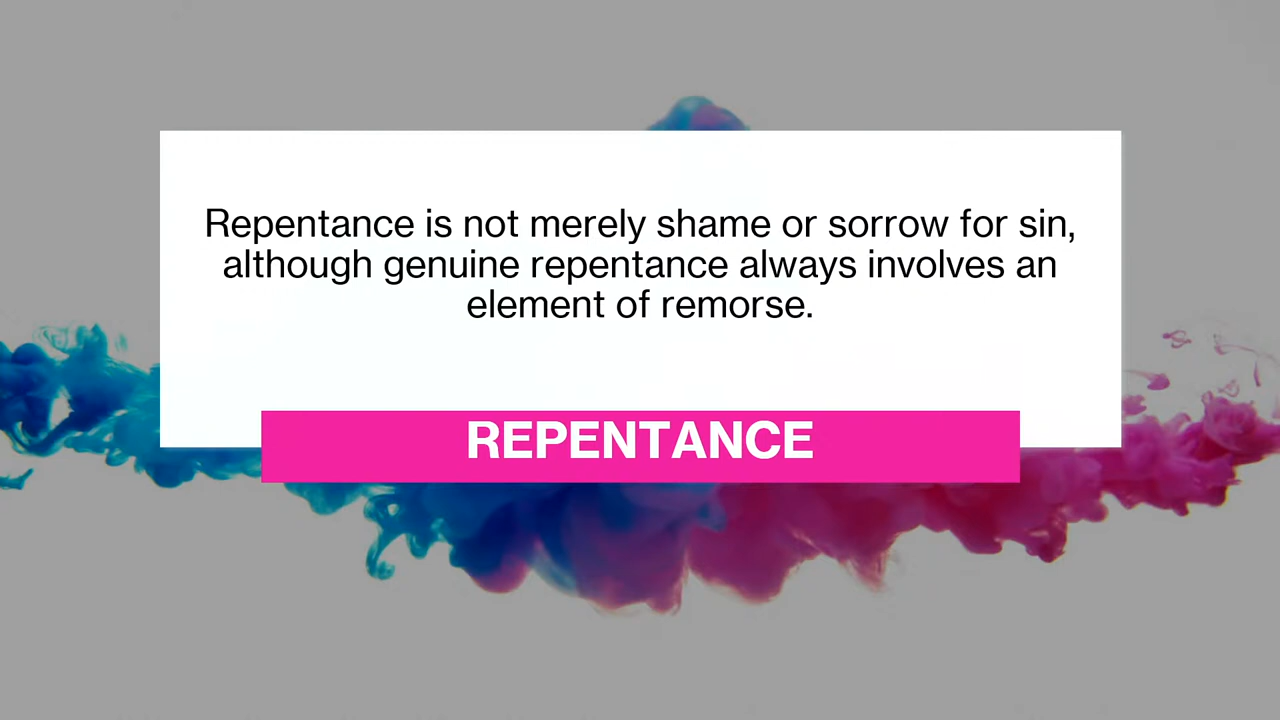 Repentance is not merely shame or sorrow for sin,
although genuine repentance always involves an
element of remorse.
REPENTANCE